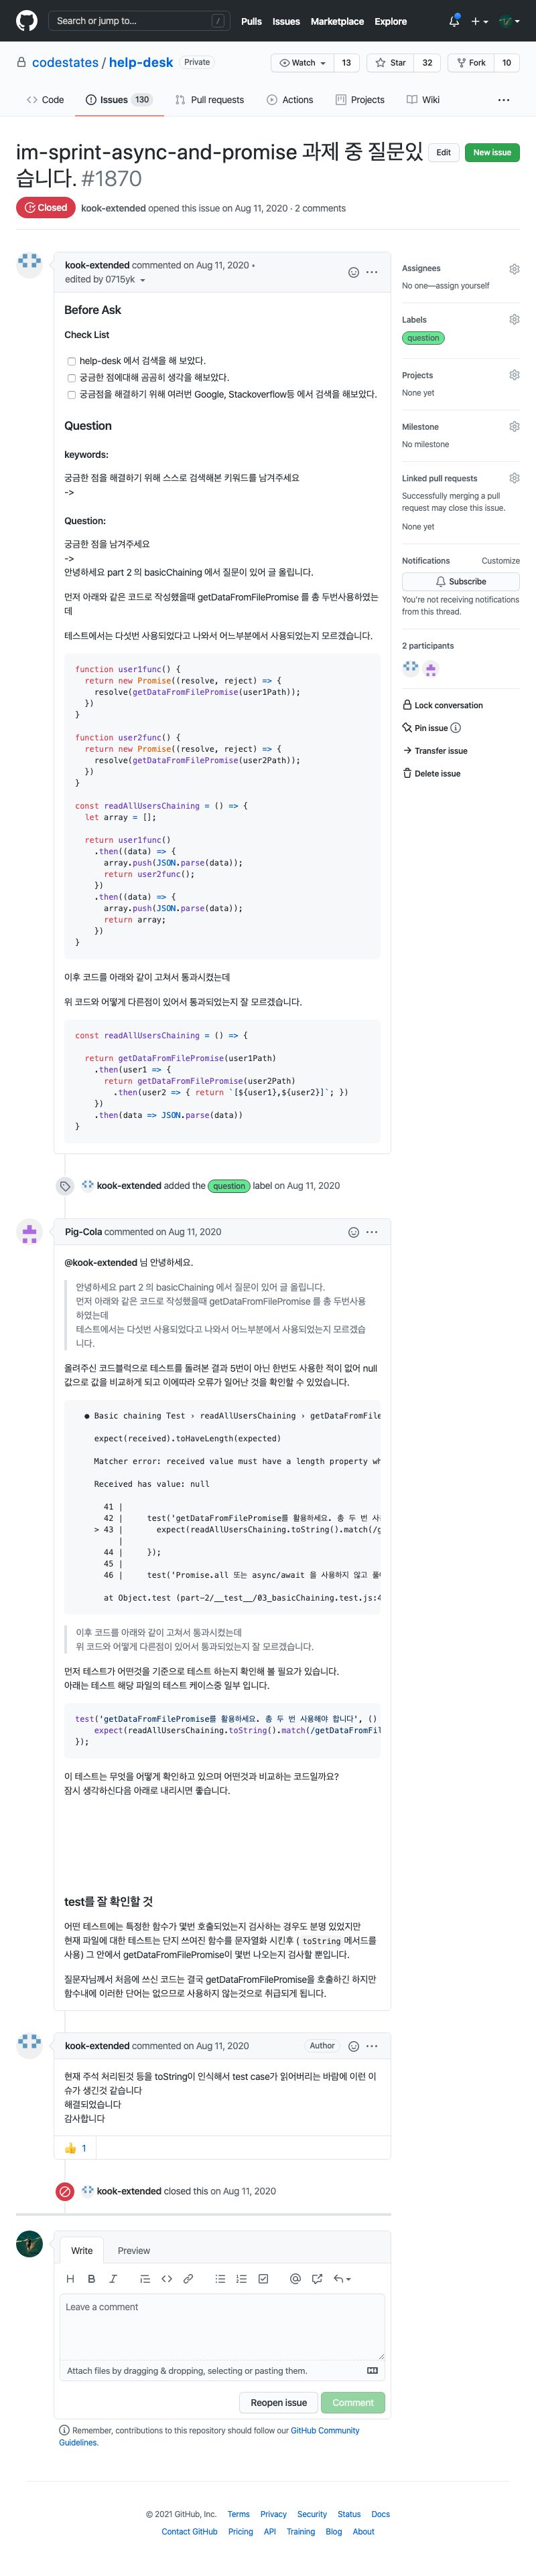 Search or jump to...
/
Pulls Issues Marketplace Explore
codestates / help-desk Private
Watch 13 Star 32 Fork 10
Code Issues 130 Pull requests Actions Projects Wiki
im-sprint-async-and-promise 과제 중 질문있
습니다. #1870
Edit New issue
Closed kook-extended opened this issue on Aug 11, 2020 · 2 comments
kook-extended commented on Aug 11, 2020 •
edited by 0715yk
Before Ask
Check List
help-desk 에서 검색을 해 보았다.
궁금한 점에대해 곰곰히 생각을 해보았다.
궁금점을 해결하기 위해 여러번 Google, Stackoverflow등 에서 검색을 해보았다.
Question
keywords:
궁금한 점을 해결하기 위해 스스로 검색해본 키워드를 남겨주세요
->
Question:
궁금한 점을 남겨주세요
->
안녕하세요 part 2 의 basicChaining 에서 질문이 있어 글 올립니다.
먼저 아래와 같은 코드로 작성했을때 getDataFromFilePromise 를 총 두번사용하였는
데
테스트에서는 다섯번 사용되었다고 나와서 어느부분에서 사용되었는지 모르겠습니다.
function user1func() {
return new Promise((resolve, reject) => {
resolve(getDataFromFilePromise(user1Path));
})
}
function user2func() {
return new Promise((resolve, reject) => {
resolve(getDataFromFilePromise(user2Path));
})
}
const readAllUsersChaining = () => {
let array = [];
return user1func()
.then((data) => {
array.push(JSON.parse(data));
return user2func();
})
.then((data) => {
array.push(JSON.parse(data));
return array;
})
}
이후 코드를 아래와 같이 고쳐서 통과시켰는데
위 코드와 어떻게 다른점이 있어서 통과되었는지 잘 모르겠습니다.
const readAllUsersChaining = () => {
return getDataFromFilePromise(user1Path)
.then(user1 => {
return getDataFromFilePromise(user2Path)
.then(user2 => { return `[${user1},${user2}]`; })
})
.then(data => JSON.parse(data))
}
kook-extended added the question label on Aug 11, 2020
Pig-Cola commented on Aug 11, 2020
@kook-extended 님 안녕하세요.
안녕하세요 part 2 의 basicChaining 에서 질문이 있어 글 올립니다.
먼저 아래와 같은 코드로 작성했을때 getDataFromFilePromise 를 총 두번사용
하였는데
테스트에서는 다섯번 사용되었다고 나와서 어느부분에서 사용되었는지 모르겠습니
다.
올려주신 코드블럭으로 테스트를 돌려본 결과 5번이 아닌 한번도 사용한 적이 없어 null
값으로 값을 비교하게 되고 이에따라 오류가 일어난 것을 확인할 수 있었습니다.
● Basic chaining Test › readAllUsersChaining › getDataFromFile
expect(received).toHaveLength(expected)
Matcher error: received value must have a length property wh
Received has value: null
41 |
42 | test('getDataFromFilePromise를 활용하세요. 총 두 번 사
> 43 | expect(readAllUsersChaining.toString().match(/g
|
44 | });
45 |
46 | test('Promise.all 또는 async/await 을 사용하지 않고 풀어
at Object.test (part-2/__test__/03_basicChaining.test.js:4
이후 코드를 아래와 같이 고쳐서 통과시켰는데
위 코드와 어떻게 다른점이 있어서 통과되었는지 잘 모르겠습니다.
먼저 테스트가 어떤것을 기준으로 테스트 하는지 확인해 볼 필요가 있습니다.
아래는 테스트 해당 파일의 테스트 케이스중 일부 입니다.
test('getDataFromFilePromise를 활용하세요. 총 두 번 사용해야 합니다', ()
expect(readAllUsersChaining.toString().match(/getDataFromFil
});
이 테스트는 무엇을 어떻게 확인하고 있으며 어떤것과 비교하는 코드일까요?
잠시 생각하신다음 아래로 내리시면 좋습니다.
test를 잘 확인할 것
어떤 테스트에는 특정한 함수가 몇번 호출되었는지 검사하는 경우도 분명 있었지만
현재 파일에 대한 테스트는 단지 쓰여진 함수를 문자열화 시킨후 ( toString 메서드를
사용) 그 안에서 getDataFromFilePromise이 몇번 나오는지 검사할 뿐입니다.
질문자님께서 처음에 쓰신 코드는 결국 getDataFromFilePromise을 호출하긴 하지만
함수내에 이러한 단어는 없으므로 사용하지 않는것으로 취급되게 됩니다.
kook-extended commented on Aug 11, 2020 Author
현재 주석 처리된것 등을 toString이 인식해서 test case가 읽어버리는 바람에 이런 이
슈가 생긴것 같습니다
해결되었습니다
감사합니다
1
kook-extended closed this on Aug 11, 2020
Write Preview
H B I
Leave a comment
Attach files by dragging & dropping, selecting or pasting them.
Reopen issue Comment
Remember, contributions to this repository should follow our GitHub Community
Guidelines.
Assignees
No one—assign yourself
Labels
question
Projects
None yet
Milestone
No milestone
Linked pull requests
Successfully merging a pull
request may close this issue.
None yet
Notifications Customize
Subscribe
You're not receiving notifications
from this thread.
2 participants
Lock conversation
Pin issue
Transfer issue
Delete issue
© 2021 GitHub, Inc. Terms Privacy Security Status Docs
Contact GitHub Pricing API Training Blog About